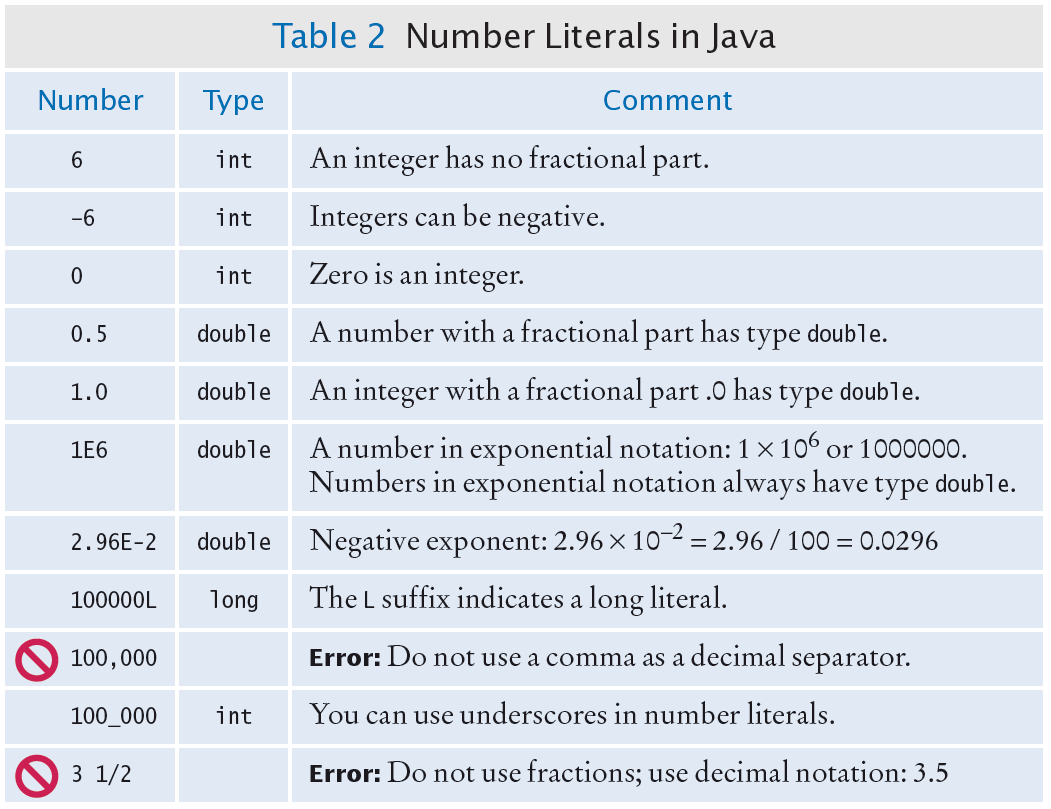 Table 2 Number Literals in Java
Number Type Comment
6 int An integer has no fractional part.
–6 int Integers can be negative.
0 int Zero is an integer.
0.5 double A number with a fractional part has type double.
1.0 double An integer with a fractional part .0 has type double.
1E6 double A number in exponential notation: 1 × 10⁶ or 1000000.
Numbers in exponential notation always have type double.
2.96E-2 double Negative exponent: 2.96 × 10⁻² = 2.96 / 100 = 0.0296
100000L long The L suffix indicates a long literal.
100,000 Error: Do not use a comma as a decimal separator.
100_000 int You can use underscores in number literals.
3 1/2 Error: Do not use fractions; use decimal notation: 3.5